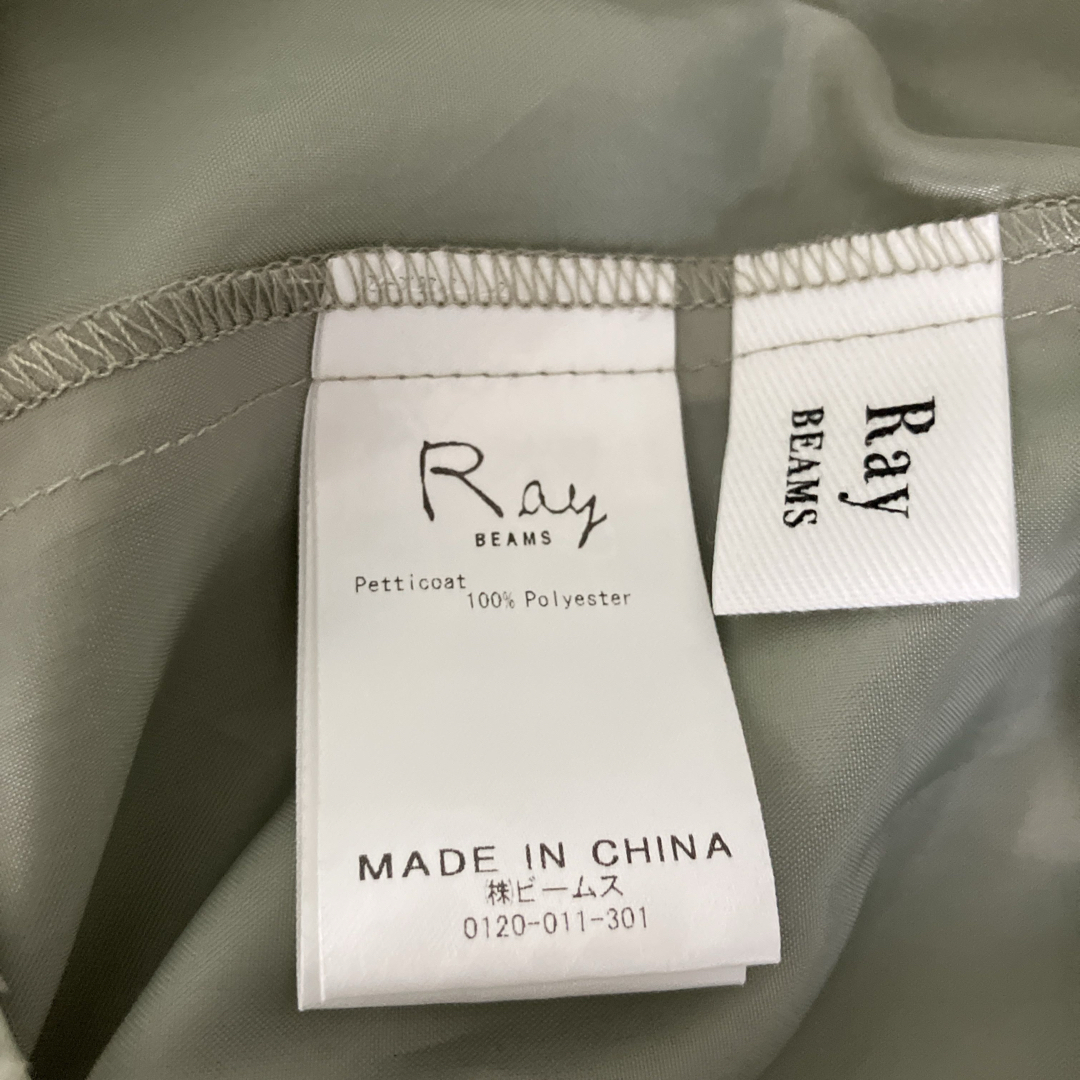 Ray
BEAMS
Petticoat
100% Polyester
MADE IN CHINA
㈱ビームス
0120-011-301
Ray
BEAMS